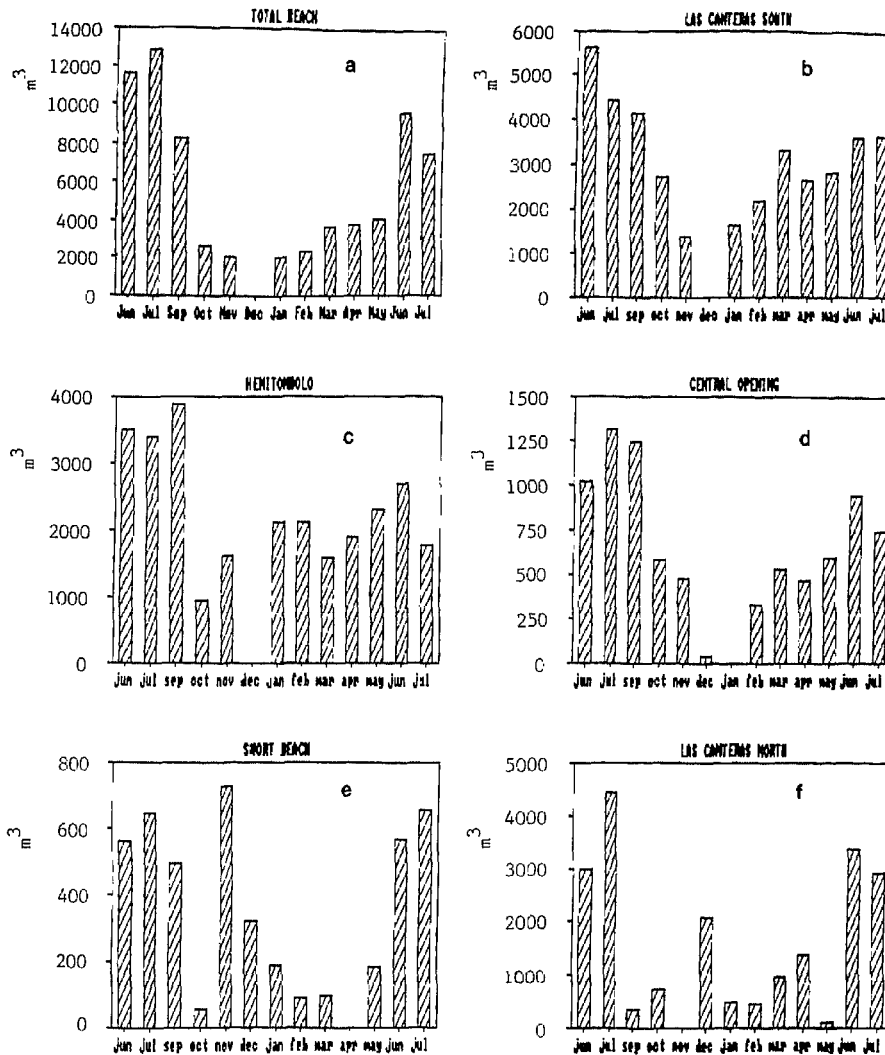 TOTAL BEACH
m3
14000
12000
10000
8000
6000
4000
2000
0
a
Jun Jul Sep Oct Nov Dec Jan Feb Mar Apr May Jun Jul
LAS CANTERAS SOUTH
m3
6000
5000
4000
3000
2000
1000
0
b
jun jul sep oct nov dec jan feb mar apr may jun jul
HEMITOMBOLO
m3
4000
3000
2000
1000
0
c
jun jul sep oct nov dec jan feb mar apr may jun jul
CENTRAL OPENING
m3
1500
1250
1000
750
500
250
0
d
jun jul sep oct nov dec jan feb mar apr may jun jul
SHORT BEACH
m3
800
600
400
200
0
e
jun jul sep oct nov dec jan feb mar apr may jun jul
LAS CANTERAS NORTH
m3
5000
4000
3000
2000
1000
0
f
jun jul sep oct nov dec jan feb mar apr may jun jul